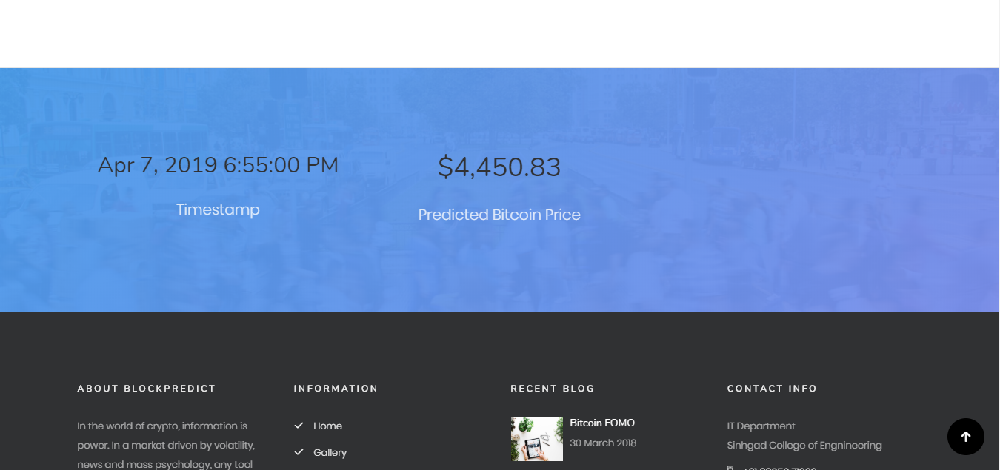 Apr 7, 2019 6:55:00 PM
$4,450.83
Timestamp
Predicted Bitcoin Price
ABOUT BLOCKPREDICT
In the world of crypto, information is
power. In a market driven by volatility,
news and mass psychology, any tool
INFORMATION
Home
Gallery
RECENT BLOG
Bitcoin FOMO
30 March 2018
CONTACT INFO
IT Department
Sinhgad College of Engnineering